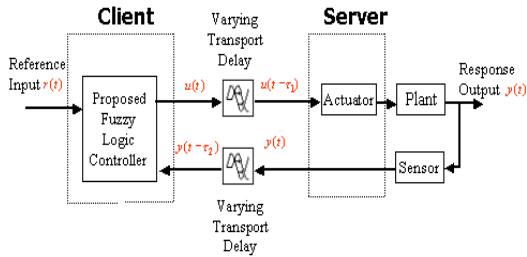 Client
Varying
Transport
Delay
Server
Reference
Input r(t)
Proposed
Fuzzy
Logic
Controller
u(t)
u(t-τ1)
Actuator
Plant
Response
Output y(t)
y(t-τ2)
y(t)
Sensor
Varying
Transport
Delay